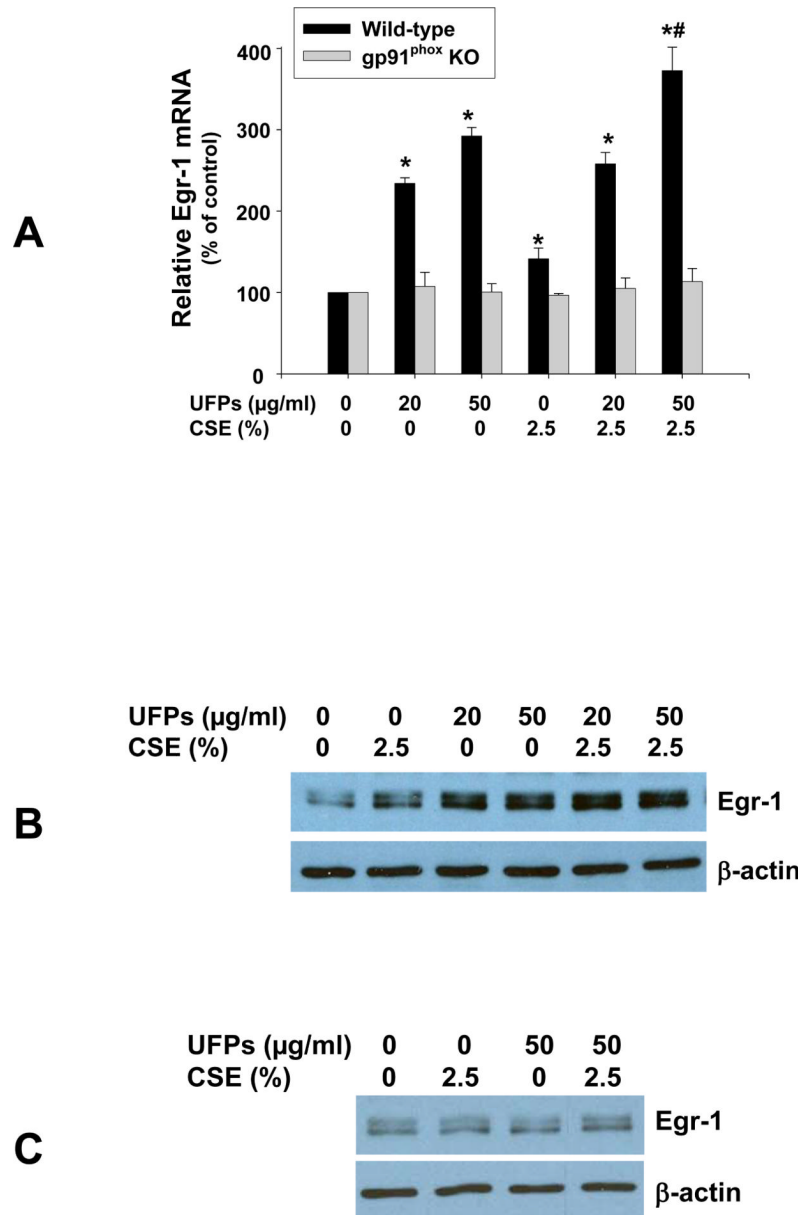 A
Relative Egr-1 mRNA
(% of control)
Wild-type
gp91phox KO
400
300
200
100
0
*
*
*
*
*#
UFPs (µg/ml) 0 20 50 0 20 50
CSE (%) 0 0 0 2.5 2.5 2.5
B
UFPs (µg/ml) 0 0 20 50 20 50
CSE (%) 0 2.5 0 0 2.5 2.5
Egr-1
β-actin
C
UFPs (µg/ml) 0 0 50 50
CSE (%) 0 2.5 0 2.5
Egr-1
β-actin